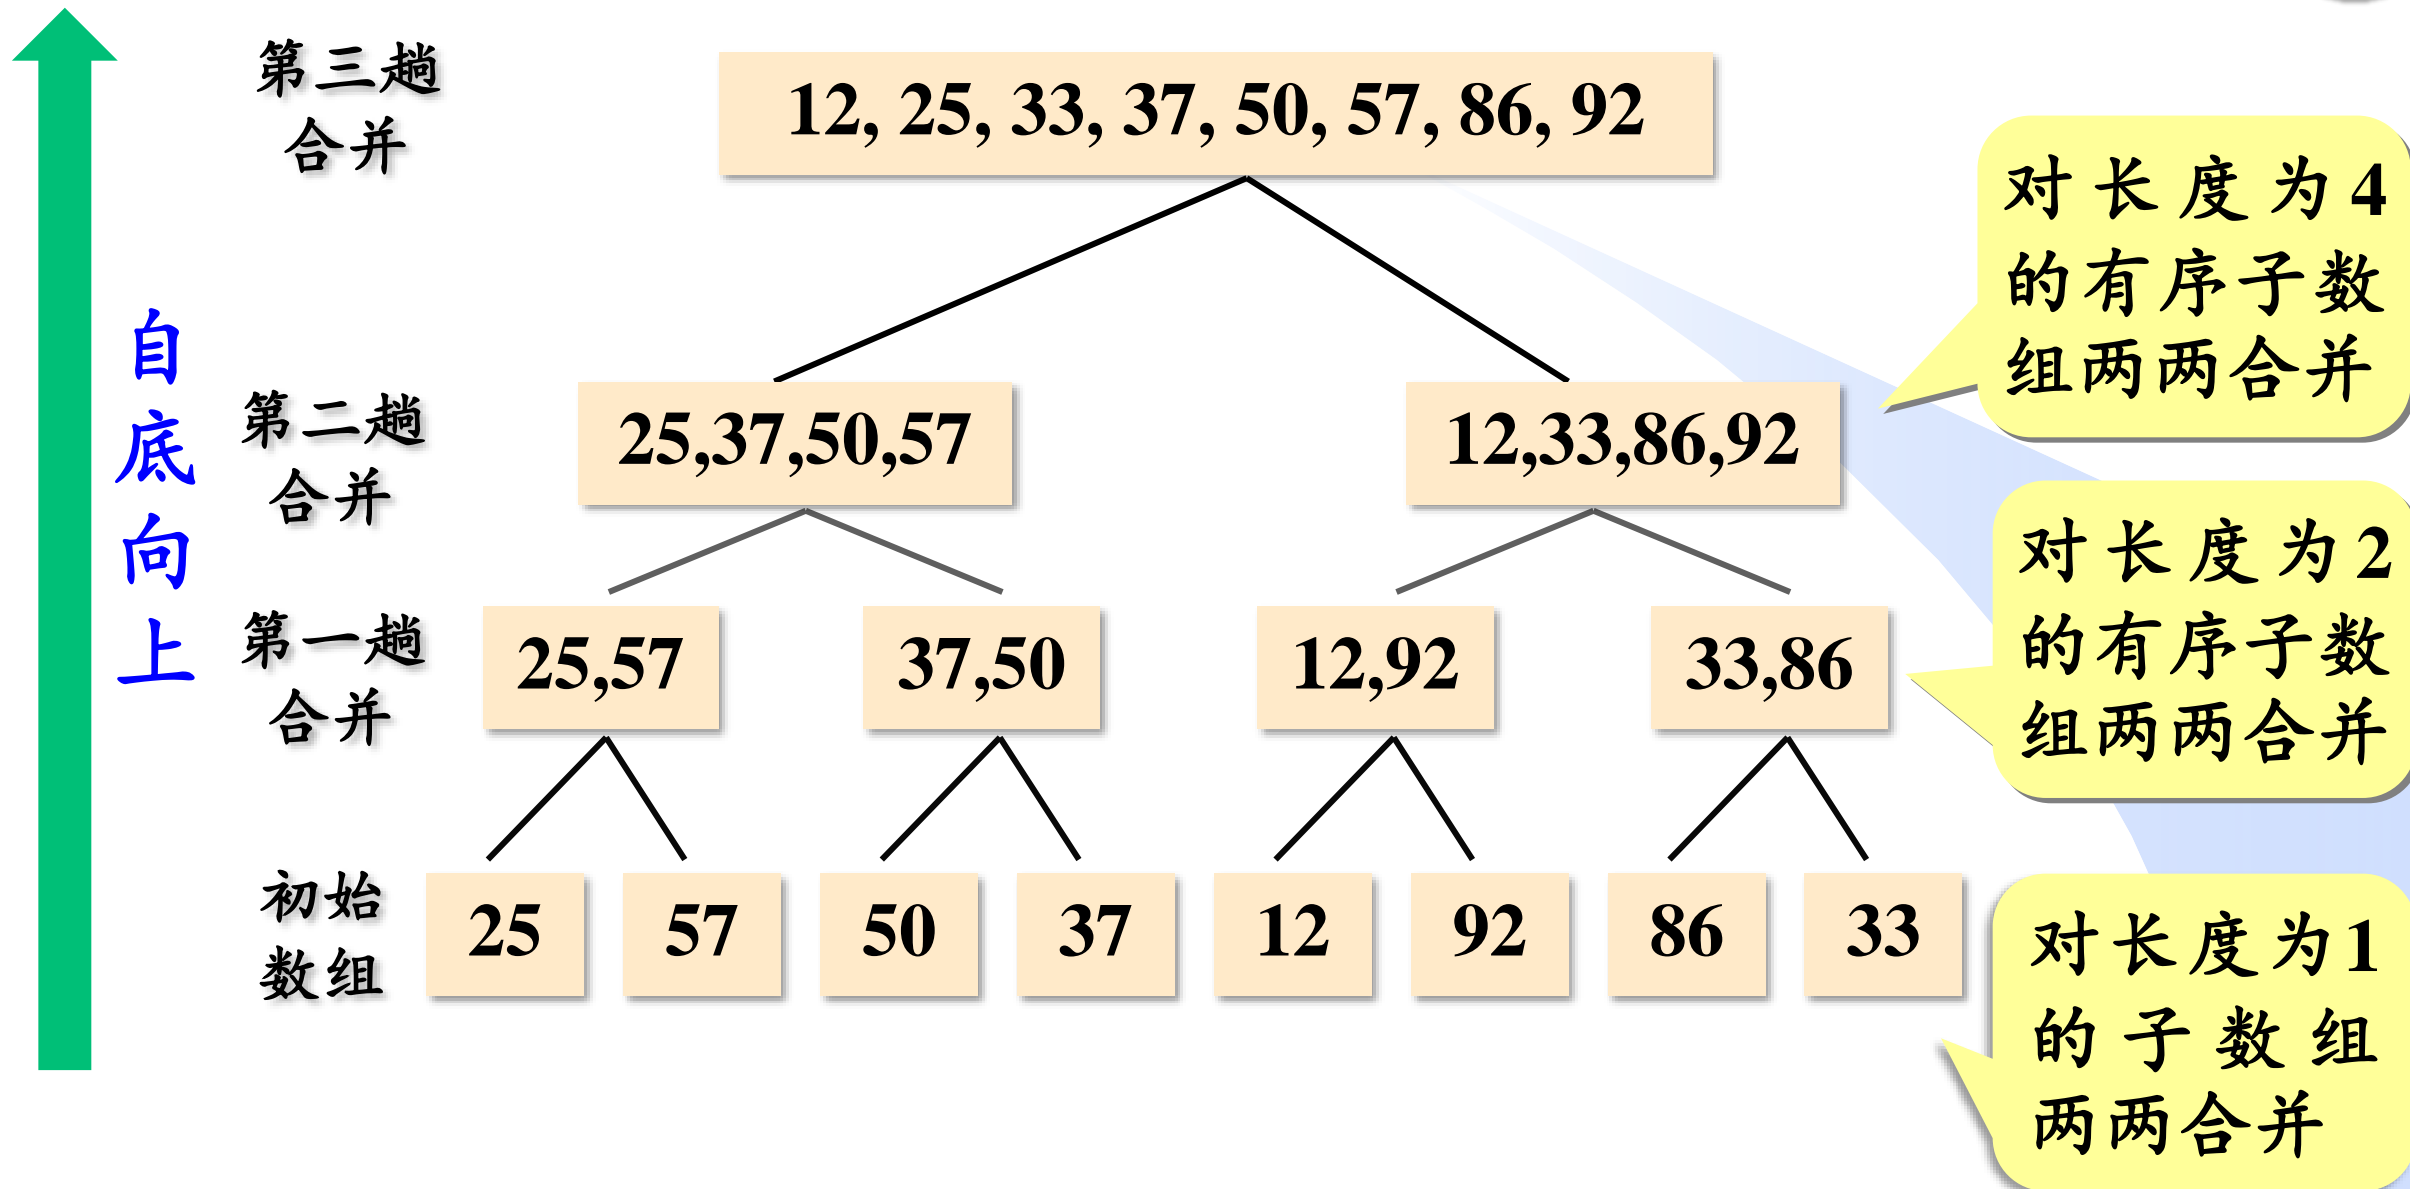 第三趟
合并
12, 25, 33, 37, 50, 57, 86, 92
对长度为4
的有序子数
组两两合并
自底向上
第二趟
合并
25,37,50,57
12,33,86,92
对长度为2
的有序子数
组两两合并
第一趟
合并
25,57
37,50
12,92
33,86
初始
数组
25
57
50
37
12
92
86
33
对长度为1
的子数组
两两合并